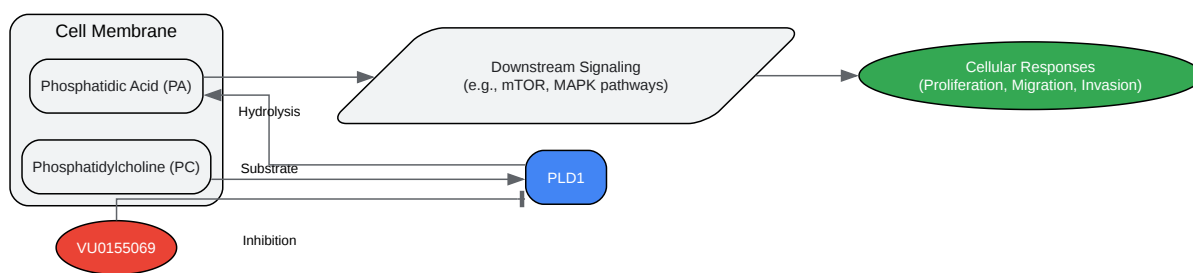 Cell Membrane
Phosphatidic Acid (PA)
Phosphatidylcholine (PC)
VU0155069
Hydrolysis
Substrate
Inhibition
Downstream Signaling
(e.g., mTOR, MAPK pathways)
PLD1
Cellular Responses
(Proliferation, Migration, Invasion)